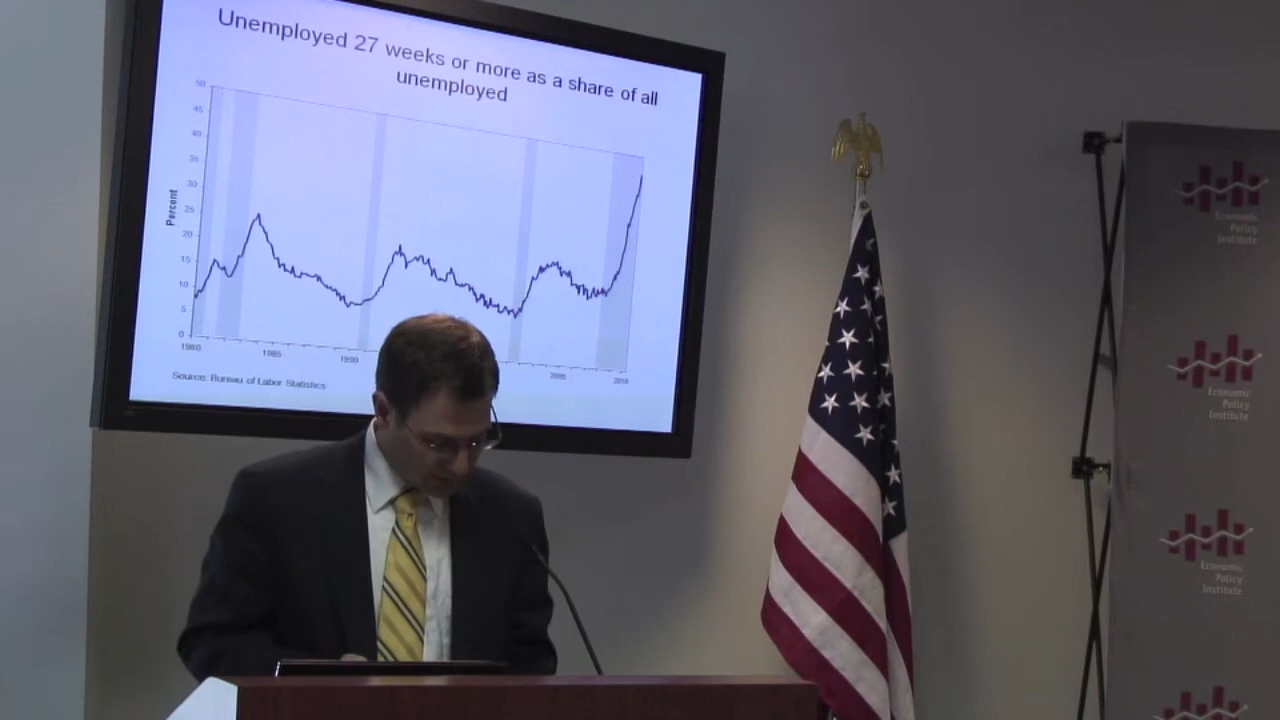 Unemployed 27 weeks or more as a share of all
unemployed
50
45
40
35
30
25
20
15
10
5
0
Percent
1980
1985
1990
2005
2010
Source: Bureau of Labor Statistics
Economic
Policy
Institute
Economic
Policy
Institute
Economic
Policy
Institute